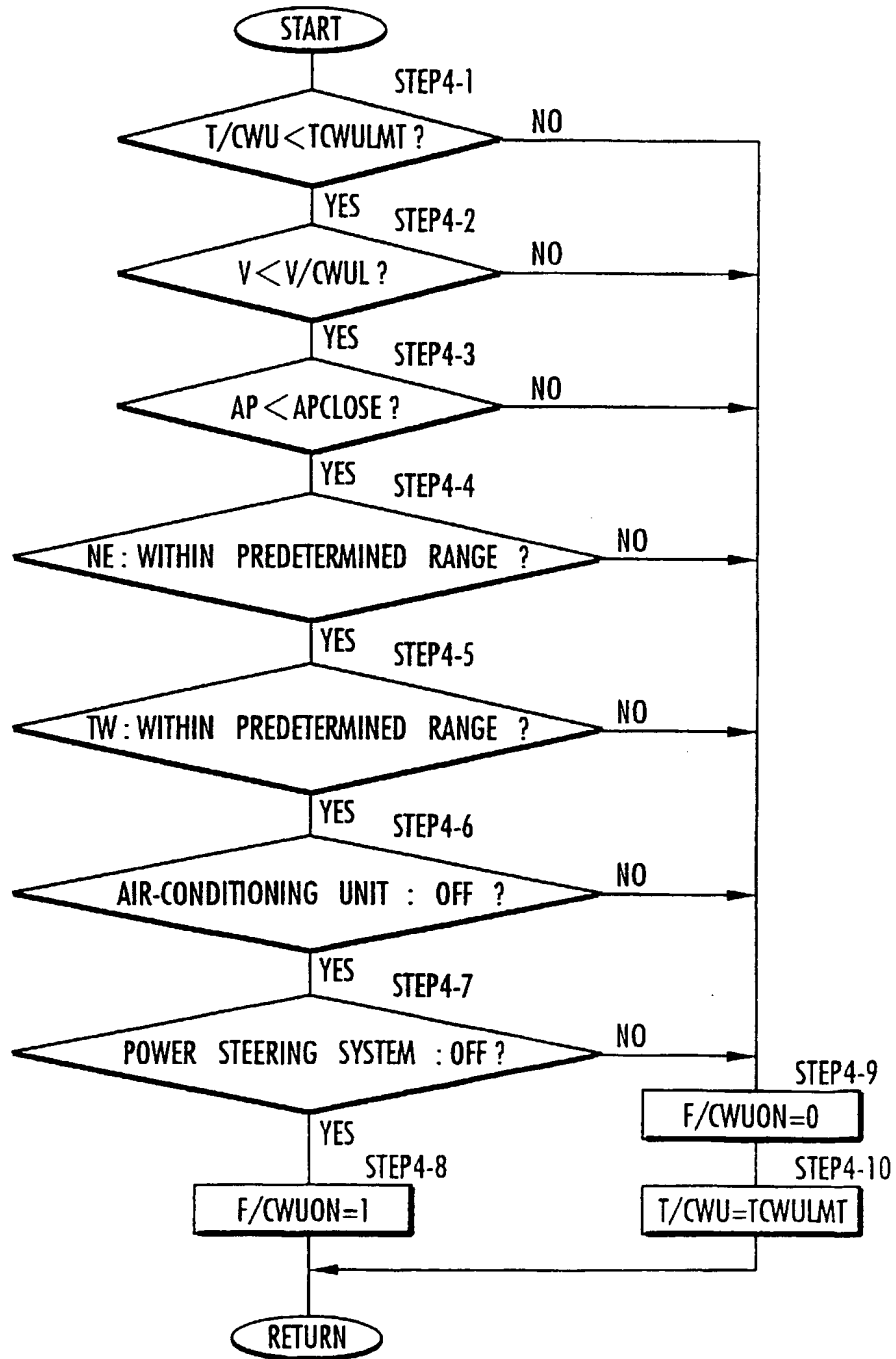 START
STEP4-1
T/CWU<TCWULMT?
NO
YES
STEP4-2
V<V/CWUL?
NO
YES
STEP4-3
AP<APCLOSE?
NO
YES
STEP4-4
NE: WITHIN PREDETERMINED RANGE ?
NO
YES
STEP4-5
TW: WITHIN PREDETERMINED RANGE ?
NO
YES
STEP4-6
AIR-CONDITIONING UNIT : OFF ?
NO
YES
STEP4-7
POWER STEERING SYSTEM : OFF?
NO
YES
STEP4-9
F/CWUON=0
STEP4-8
F/CWUON=1
STEP4-10
T/CWU=TCWULMT
RETURN